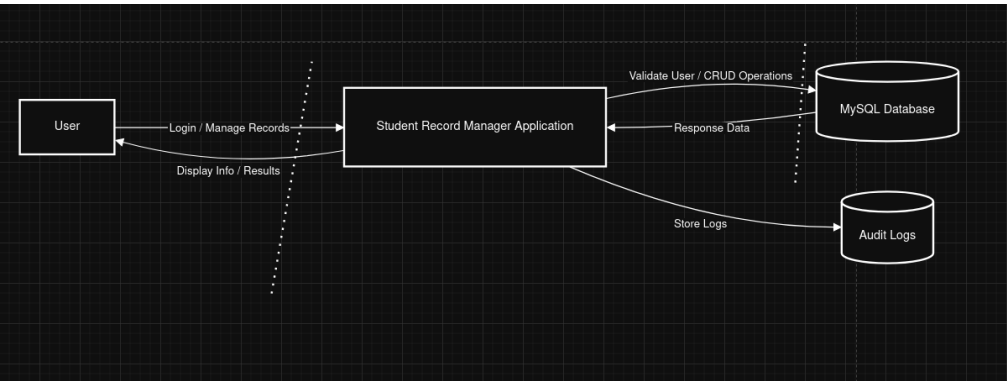 Validate User / CRUD Operations
MySQL Database
User
Login / Manage Records
Student Record Manager Application
Response Data
Display Info / Results
Store Logs
Audit Logs